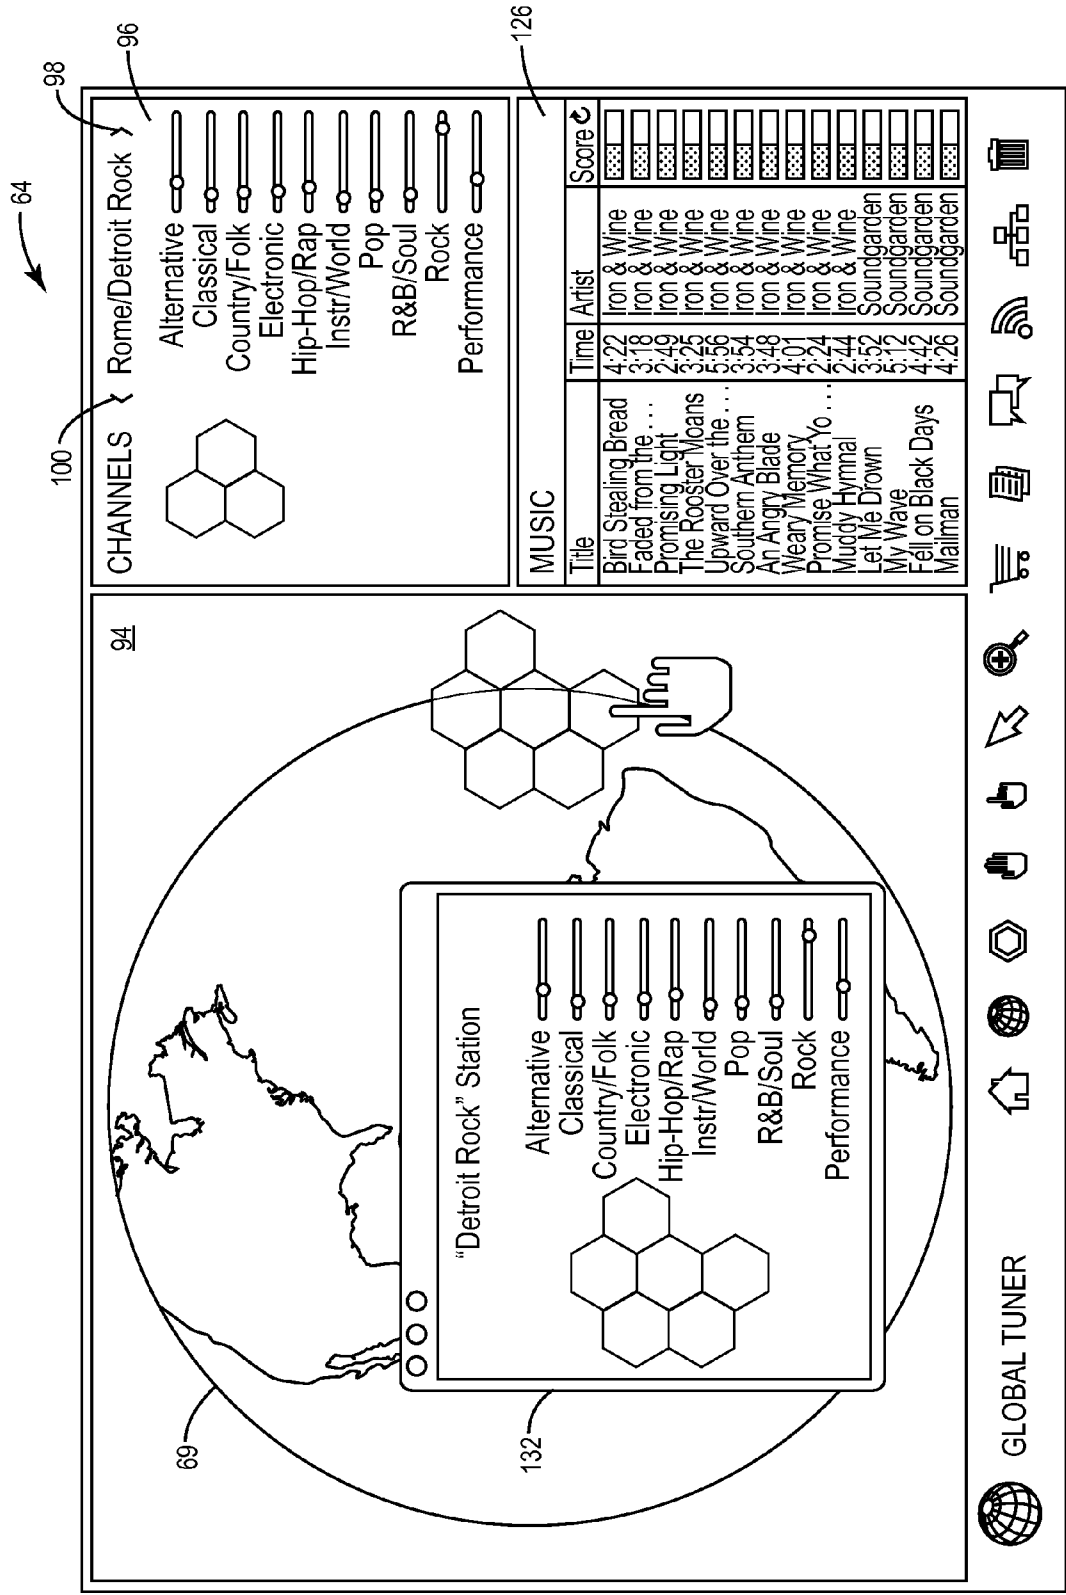 64
94
69
132
"Detroit Rock" Station
Alternative
Classical
Country/Folk
Electronic
Hip-Hop/Rap
Instr/World
Pop
R&B/Soul
Rock
Performance
100
98
96
CHANNELS < Rome/Detroit Rock >
Alternative
Classical
Country/Folk
Electronic
Hip-Hop/Rap
Instr/World
Pop
R&B/Soul
Rock
Performance
126
MUSIC
Title Time Artist Score
Bird Stealing Bread 4:22 Iron & Wine
Faded from the ... 3:18 Iron & Wine
Promising Light 2:49 Iron & Wine
The Rooster Moans 3:25 Iron & Wine
Upward Over the ... 5:56 Iron & Wine
Southern Anthem 3:54 Iron & Wine
An Angry Blade 3:48 Iron & Wine
Weary Memory 4:01 Iron & Wine
Promise What Yo ... 2:24 Iron & Wine
Muddy Hymnal 2:44 Iron & Wine
Let Me Drown 3:52 Soundgarden
My Wave 5:12 Soundgarden
Fell on Black Days 4:42 Soundgarden
Mailman 4:26 Soundgarden
GLOBAL TUNER